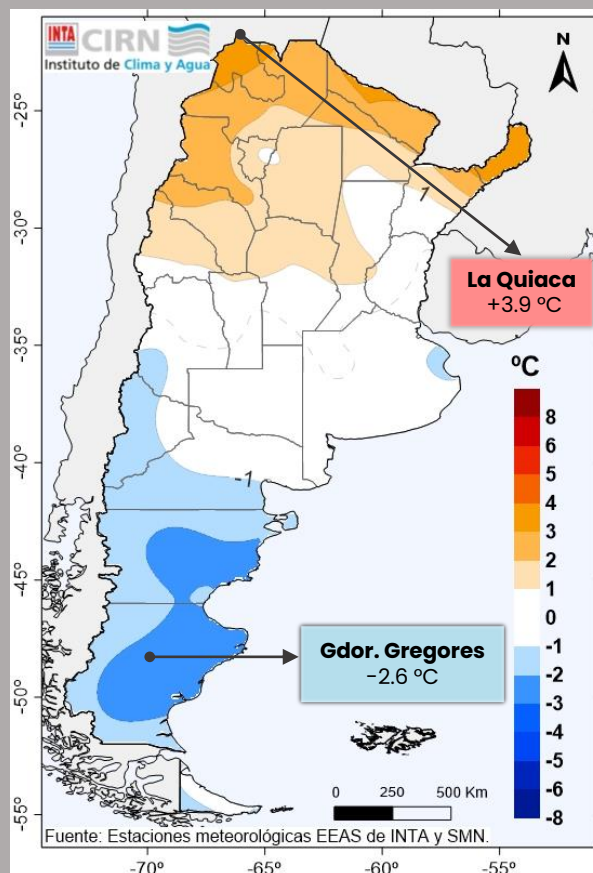 INTA CIRN
Instituto de Clima y Agua
N
-25°
-30°
-35°
-40°
-45°
-50°
-55°
1
-1
La Quiaca
+3.9 ºC
ºC
8
6
5
4
3
2
1
0
-1
-2
-3
-4
-5
-6
-8
Gdor. Gregores
-2.6 ºC
0 250 500 Km
Fuente: Estaciones meteorológicas EEAS de INTA y SMN.
-70° -65° -60° -55°